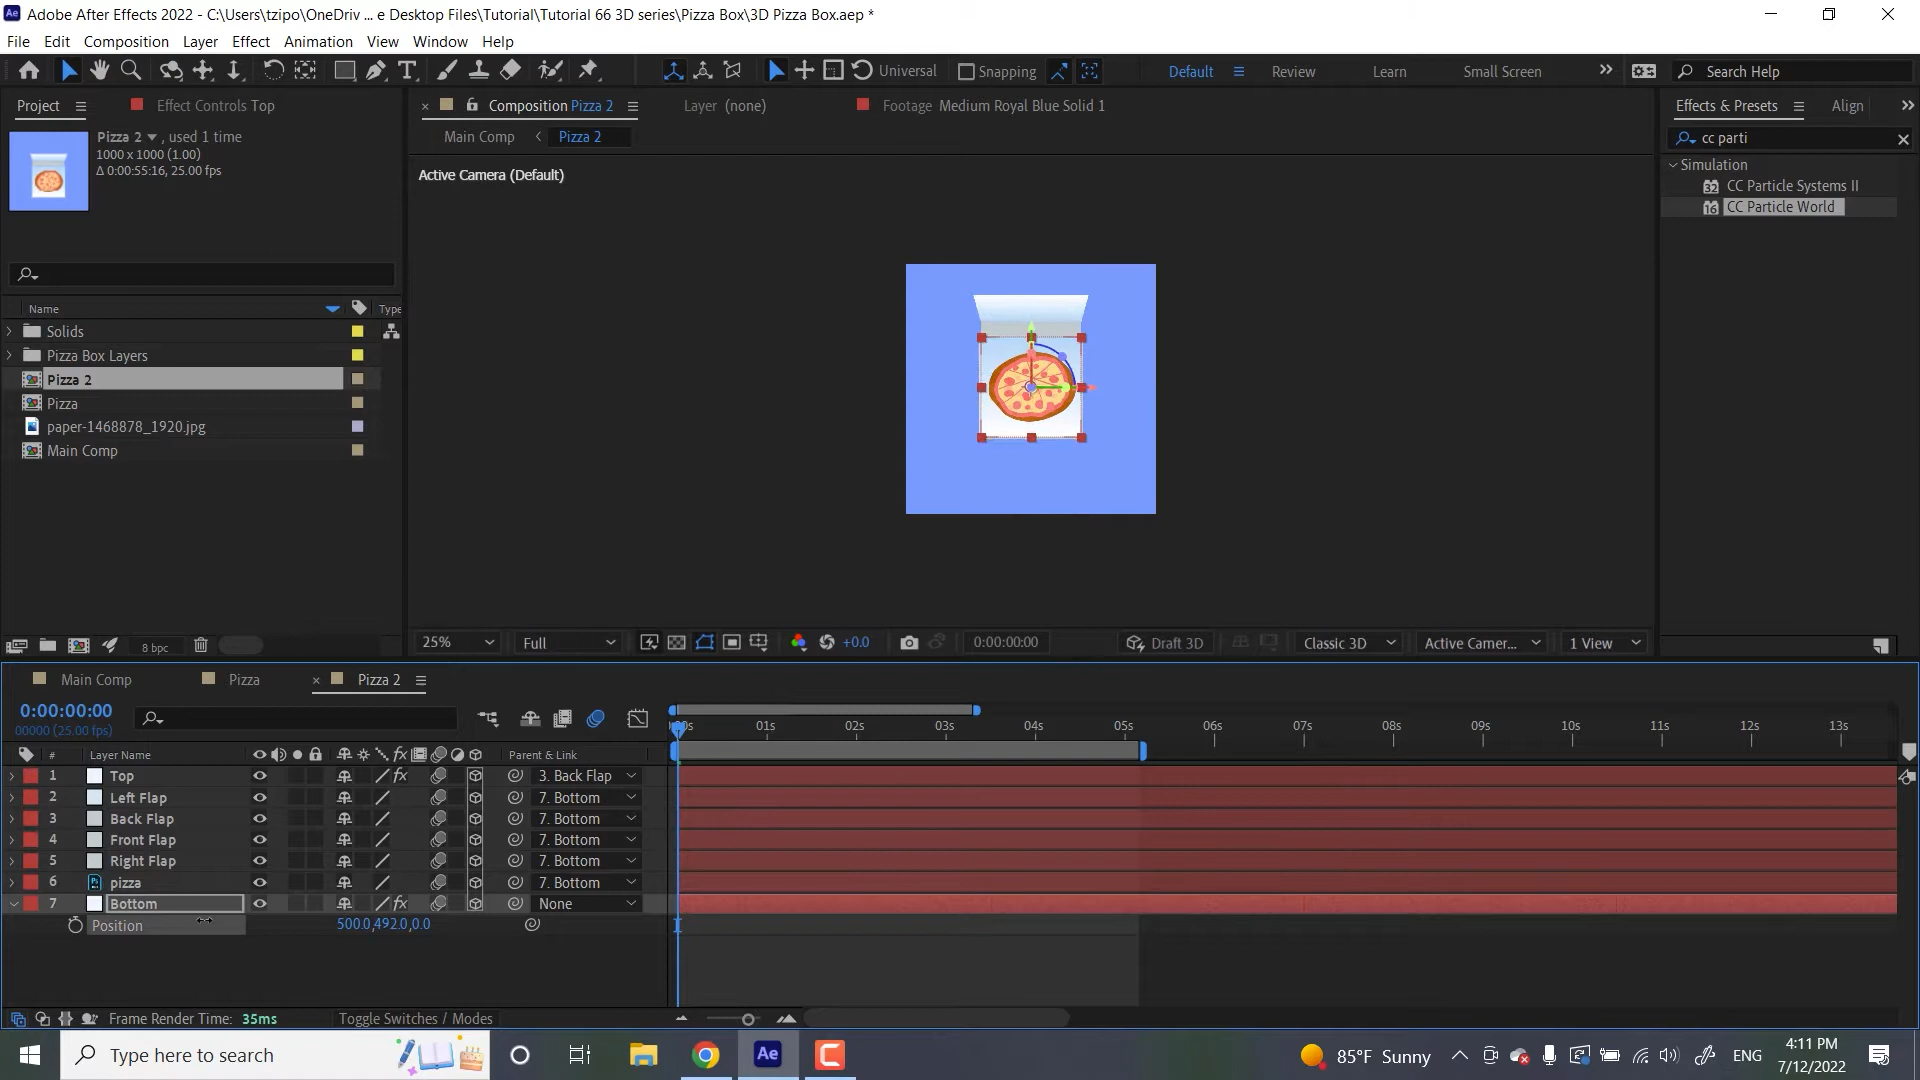 Adobe After Effects 2022 - C:\Users\tzipo\OneDriv ... e Desktop Files\Tutorial\Tutorial 66 3D series\Pizza Box\3D Pizza Box.aep *
File Edit Composition Layer Effect Animation View Window Help
Universal Snapping Default Review Learn Small Screen Search Help
Project Effect Controls Top Composition Pizza 2 Layer (none) Footage Medium Royal Blue Solid 1 Effects & Presets Align
Pizza 2 , used 1 time
1000 x 1000 (1.00)
Δ 0:00:55:16, 25.00 fps
Main Comp Pizza 2
cc parti
Active Camera (Default)
Simulation
CC Particle Systems II
CC Particle World
Name Type
Solids
Pizza Box Layers
Pizza 2
Pizza
paper-1468878_1920.jpg
Main Comp
8 bpc 25% Full +0.0 0:00:00:00 Draft 3D Classic 3D Active Camer... 1 View
Main Comp Pizza Pizza 2
0:00:00:00
00000 (25.00 fps)
01s 02s 03s 04s 05s 06s 07s 08s 09s 10s 11s 12s 13s
# Layer Name Parent & Link
1 Top 3. Back Flap
2 Left Flap 7. Bottom
3 Back Flap 7. Bottom
4 Front Flap 7. Bottom
5 Right Flap 7. Bottom
6 pizza 7. Bottom
7 Bottom None
Position 500.0,492.0,0.0
Frame Render Time: 35ms Toggle Switches / Modes
Type here to search 85°F Sunny ENG 4:11 PM
7/12/2022